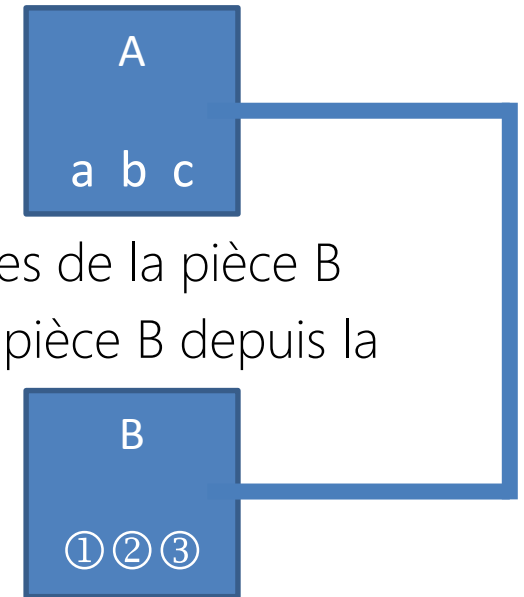 A
a b c
es de la pièce B
pièce B depuis la
B
①②③